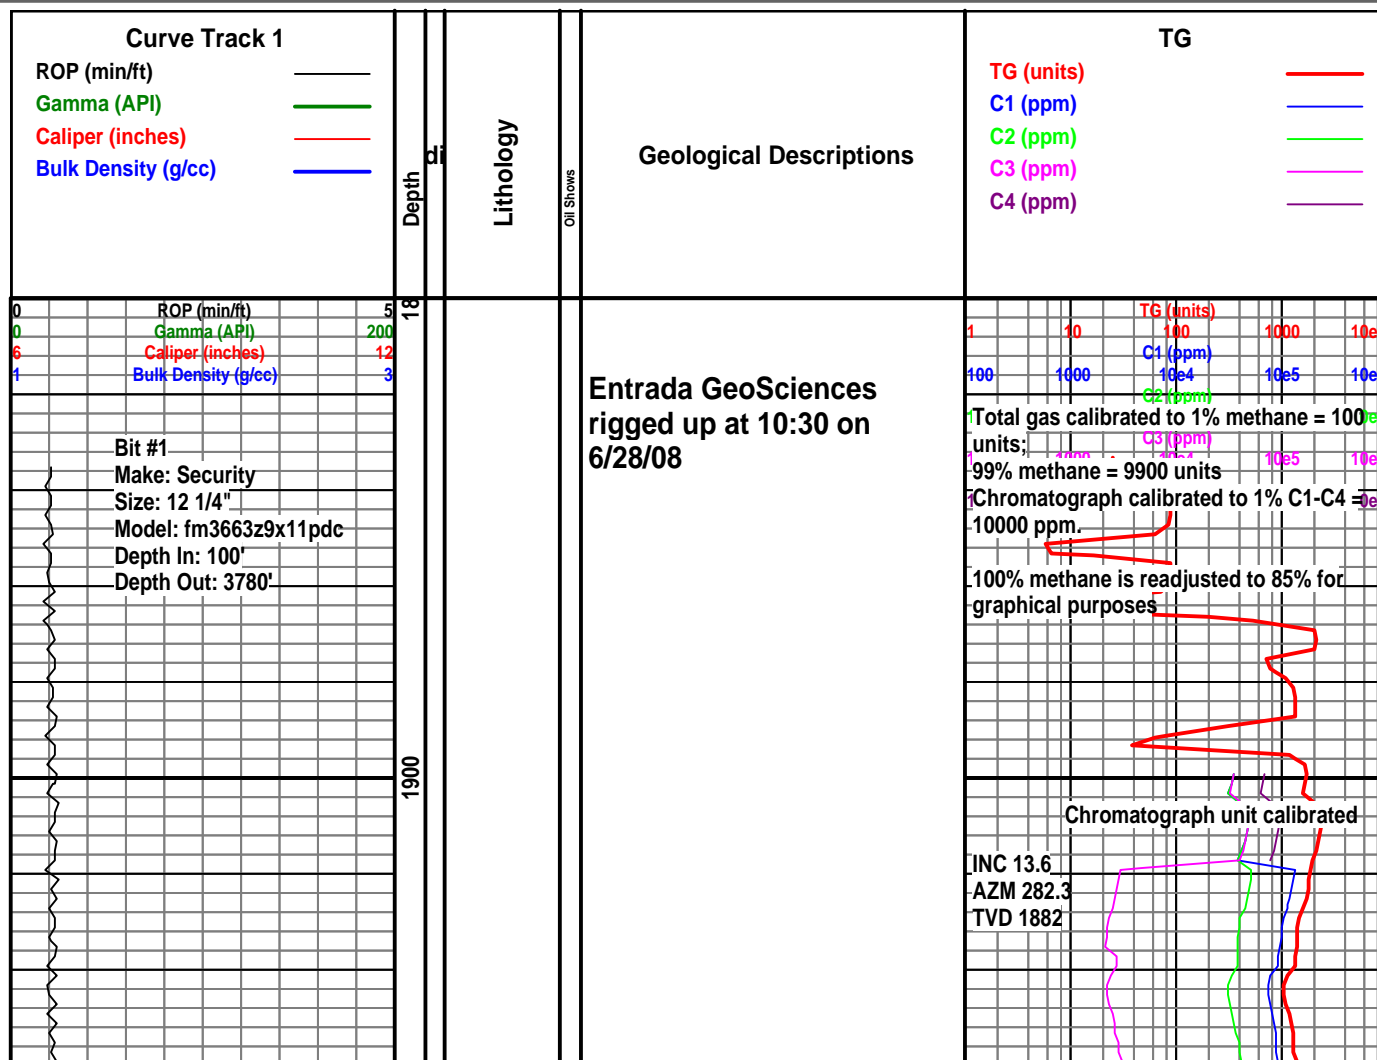 Curve Track 1
ROP (min/ft)
Gamma (API)
Caliper (inches)
Bulk Density (g/cc)
Depth
di
Lithology
Oil Shows
Geological Descriptions
TG
TG (units)
C1 (ppm)
C2 (ppm)
C3 (ppm)
C4 (ppm)
0 ROP (min/ft) 5
0 Gamma (API) 200
6 Caliper (inches) 12
1 Bulk Density (g/cc) 3
Bit #1
Make: Security
Size: 12 1/4"
Model: fm3663z9x11pdc
Depth In: 100'
Depth Out: 3780'
18
1900
Entrada GeoSciences
rigged up at 10:30 on
6/28/08
TG (units)
1 10 100 1000 10e
C1 (ppm)
100 1000 10e4 10e5 10e
C2 (ppm)
Total gas calibrated to 1% methane = 100
units;
C3 (ppm)
1000 10e4 10e5 10e
99% methane = 9900 units
Chromatograph calibrated to 1% C1-C4 =
10000 ppm.
100% methane is readjusted to 85% for
graphical purposes
Chromatograph unit calibrated
INC 13.6
AZM 282.3
TVD 1882